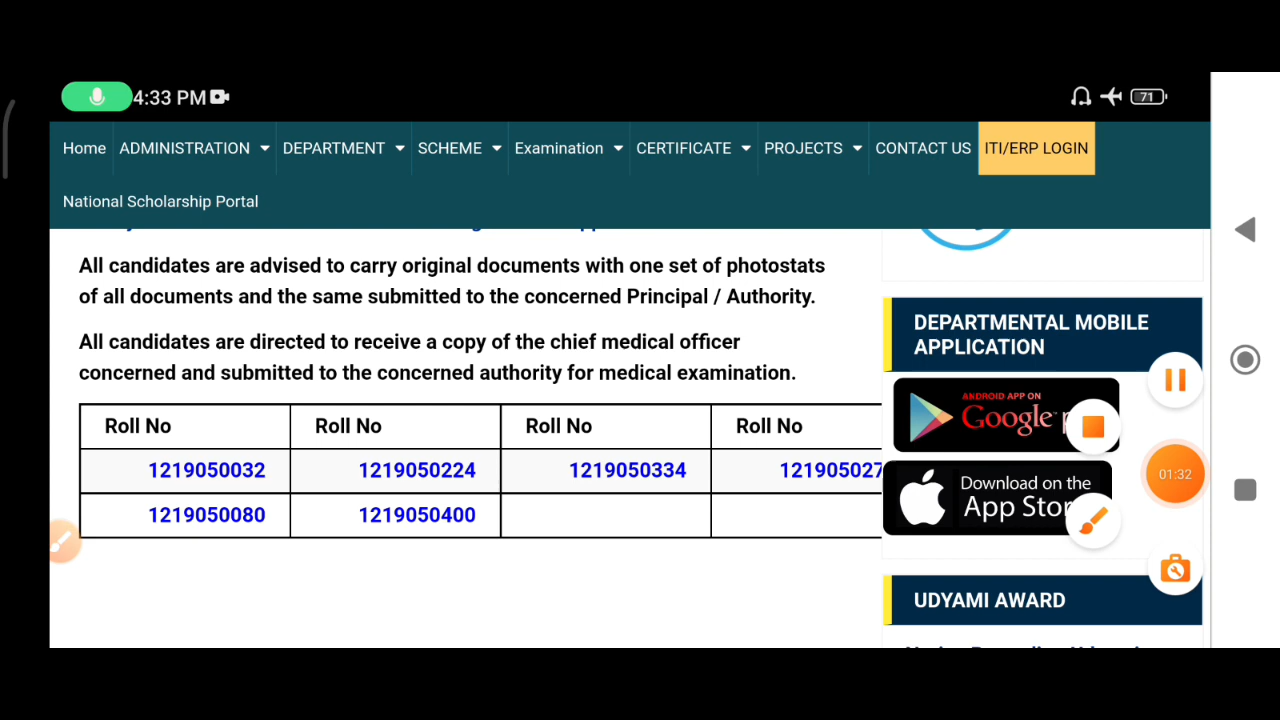 4:33 PM
71
Home ADMINISTRATION DEPARTMENT SCHEME Examination CERTIFICATE PROJECTS CONTACT US ITI/ERP LOGIN
National Scholarship Portal
All candidates are advised to carry original documents with one set of photostats
of all documents and the same submitted to the concerned Principal / Authority.
All candidates are directed to receive a copy of the chief medical officer
concerned and submitted to the concerned authority for medical examination.
Roll No Roll No Roll No Roll No
1219050032 1219050224 1219050334 121905027
1219050080 1219050400
DEPARTMENTAL MOBILE
APPLICATION
ANDROID APP ON
Google
Download on the
App Stor
01:32
UDYAMI AWARD